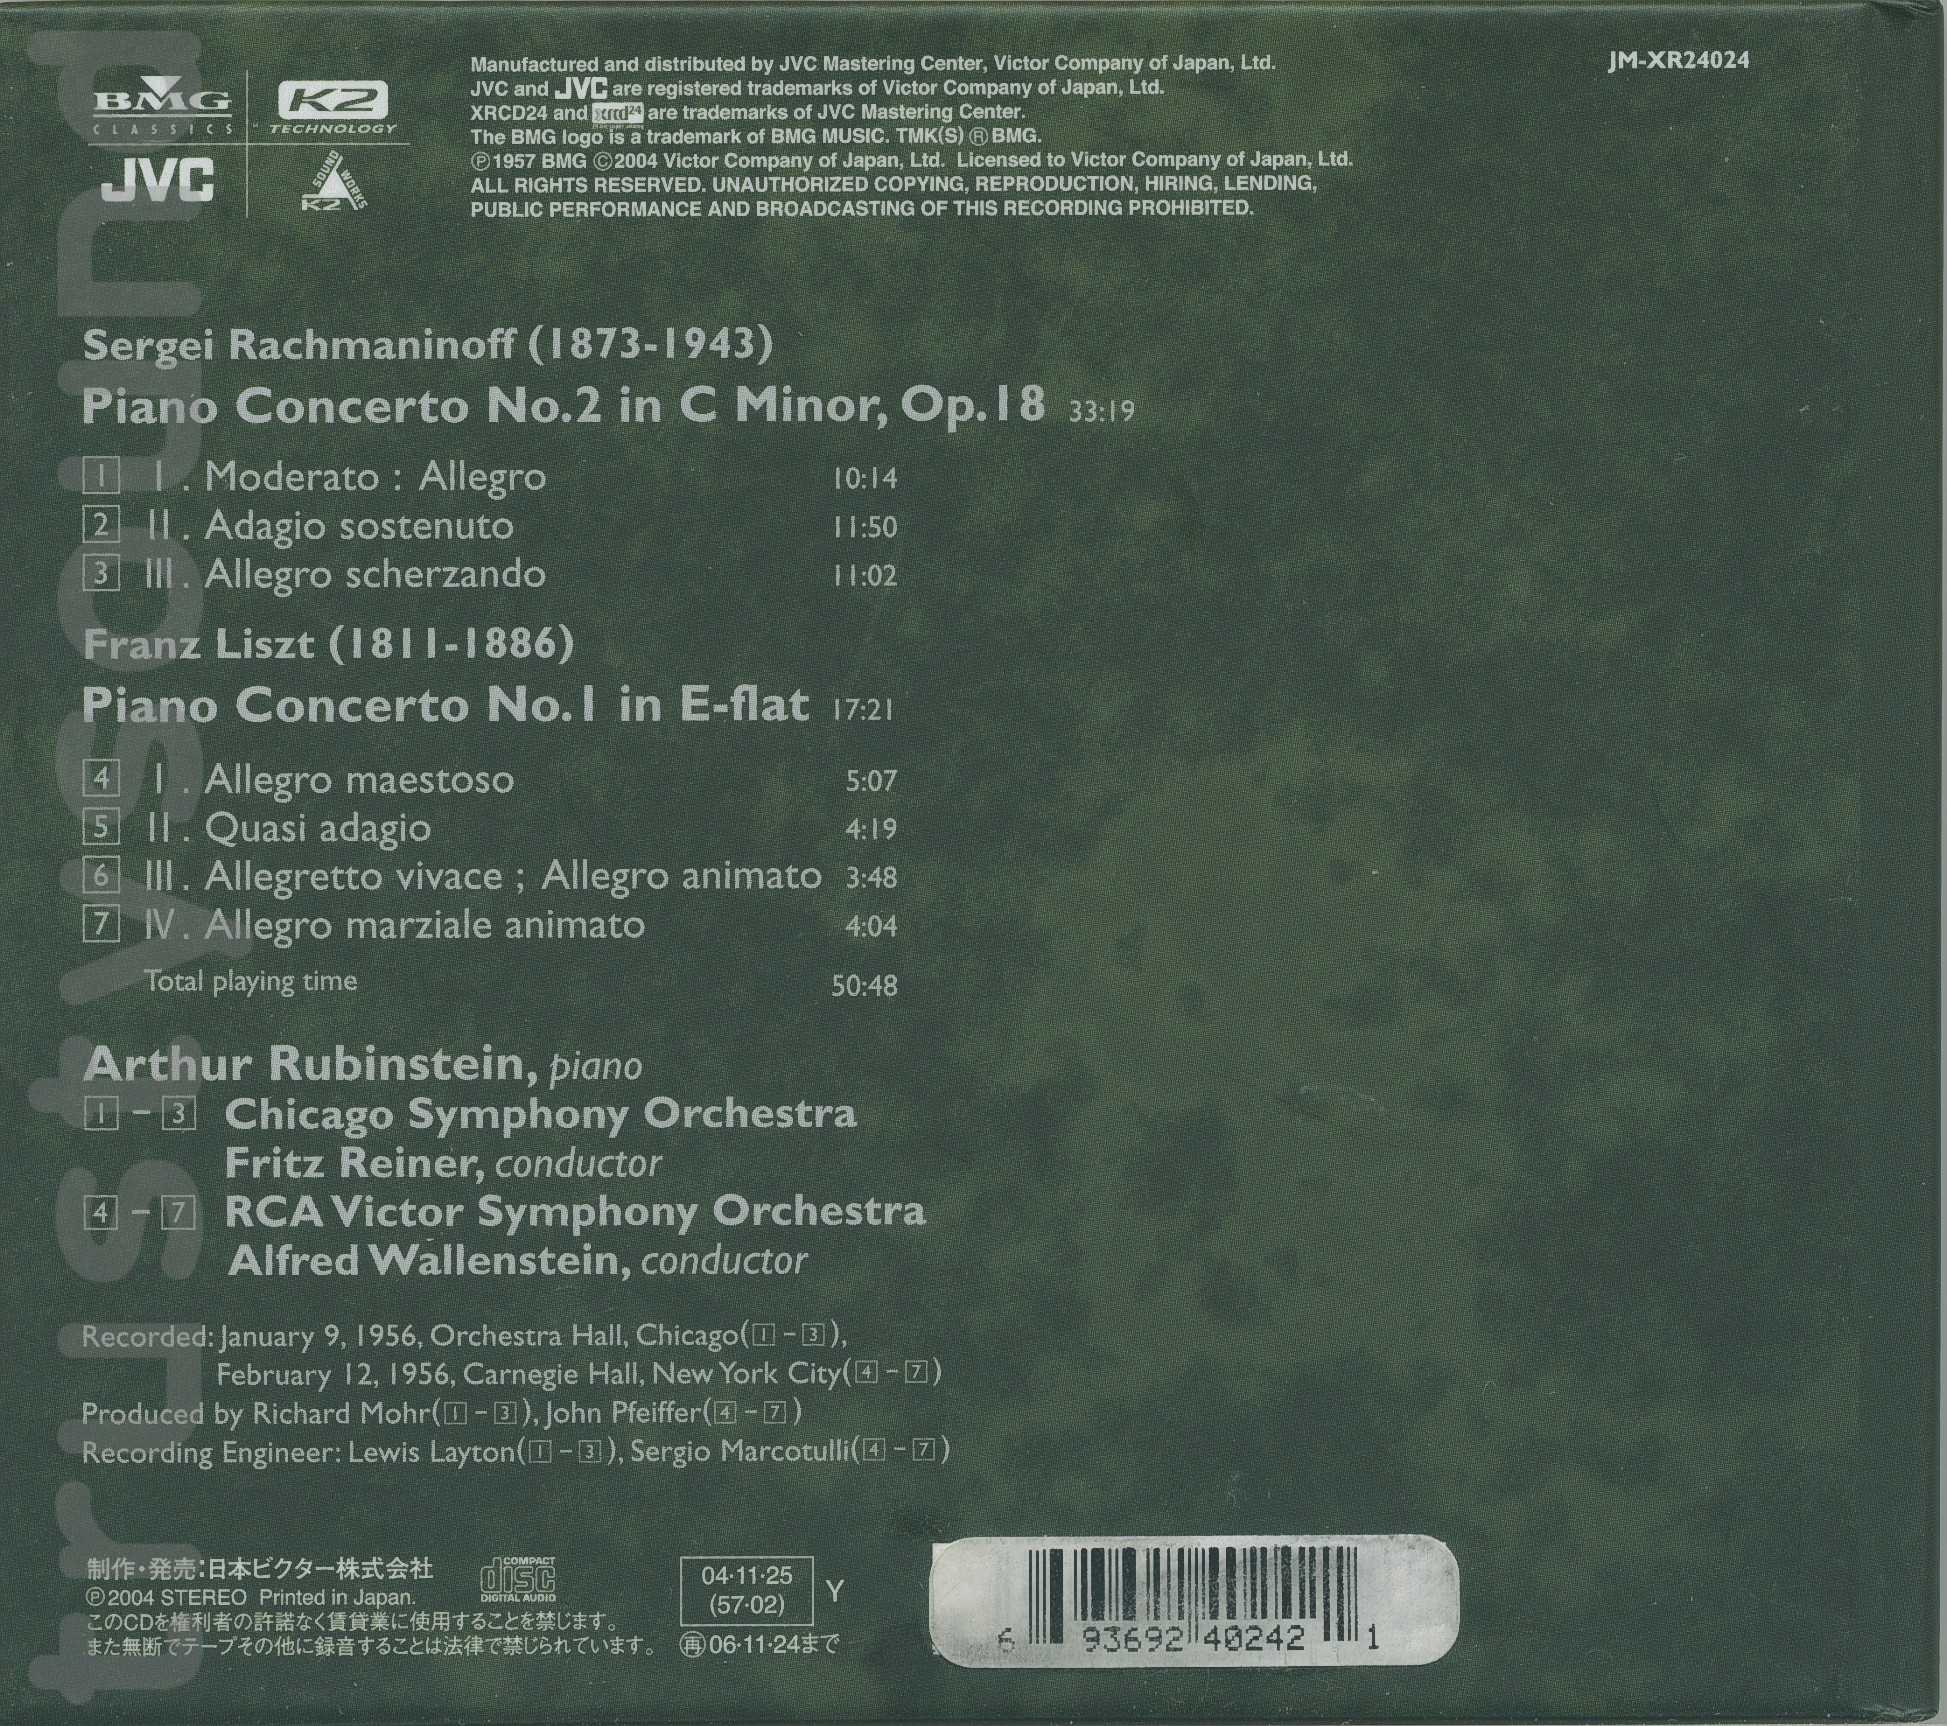 BMG
CLASSICS
K2
TECHNOLOGY
JVC
K2 SOUND WORKS
Manufactured and distributed by JVC Mastering Center, Victor Company of Japan, Ltd.
JVC and JVC are registered trademarks of Victor Company of Japan, Ltd.
XRCD24 and xrcd24 are trademarks of JVC Mastering Center.
The BMG logo is a trademark of BMG MUSIC. TMK(S) ®BMG.
℗1957 BMG ©2004 Victor Company of Japan, Ltd. Licensed to Victor Company of Japan, Ltd.
ALL RIGHTS RESERVED. UNAUTHORIZED COPYING, REPRODUCTION, HIRING, LENDING,
PUBLIC PERFORMANCE AND BROADCASTING OF THIS RECORDING PROHIBITED.
JM-XR24024
trustysound
Sergei Rachmaninoff (1873-1943)
Piano Concerto No.2 in C Minor, Op.18 33:19
1 I. Moderato : Allegro 10:14
2 II. Adagio sostenuto 11:50
3 III. Allegro scherzando 11:02
Franz Liszt (1811-1886)
Piano Concerto No.1 in E-flat 17:21
4 I. Allegro maestoso 5:07
5 II. Quasi adagio 4:19
6 III. Allegretto vivace ; Allegro animato 3:48
7 IV. Allegro marziale animato 4:04
Total playing time 50:48
Arthur Rubinstein, piano
1 – 3 Chicago Symphony Orchestra
Fritz Reiner, conductor
4 – 7 RCA Victor Symphony Orchestra
Alfred Wallenstein, conductor
Recorded: January 9, 1956, Orchestra Hall, Chicago(1 – 3),
February 12, 1956, Carnegie Hall, New York City(4 – 7)
Produced by Richard Mohr(1 – 3), John Pfeiffer(4 – 7)
Recording Engineer: Lewis Layton(1 – 3), Sergio Marcotulli(4 – 7)
制作・発売：日本ビクター株式会社
℗2004 STEREO Printed in Japan.
このCDを権利者の許諾なく賃貸業に使用することを禁じます。
また無断でテープその他に録音することは法律で禁じられています。
COMPACT
disc
DIGITAL AUDIO
04·11·25
(57·02)
Y
再06·11·24まで
6 93692 40242 1